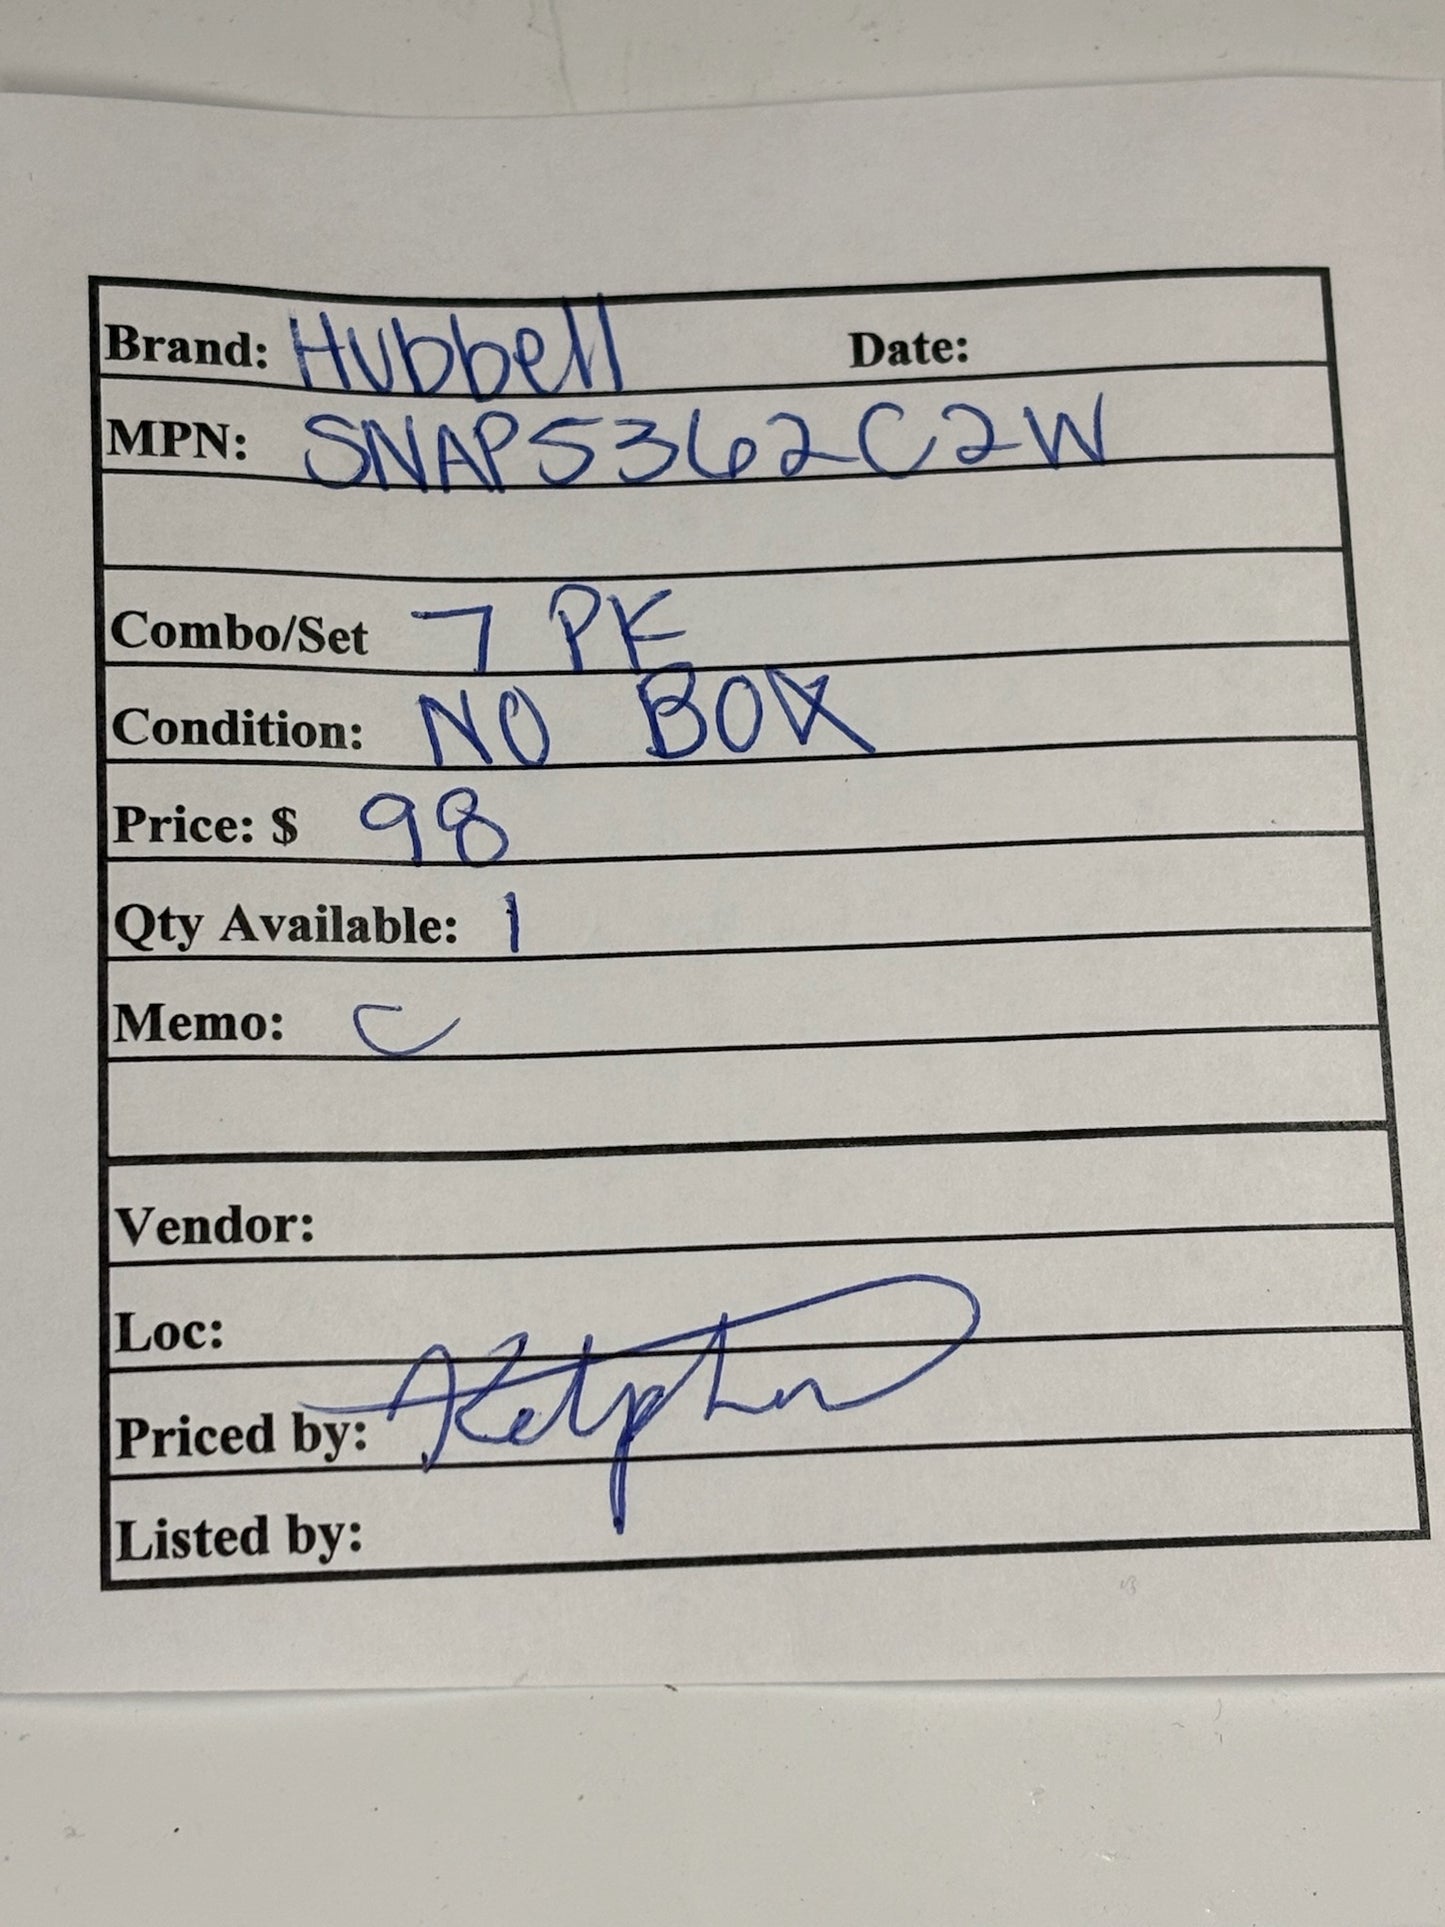 Brand: Hubbell Date:
MPN: SNAP5362C2W
Combo/Set 7 PK
Condition: NO BOX
Price: $ 98
Qty Available: 1
Memo: C
Vendor:
Loc:
Priced by:
Listed by: